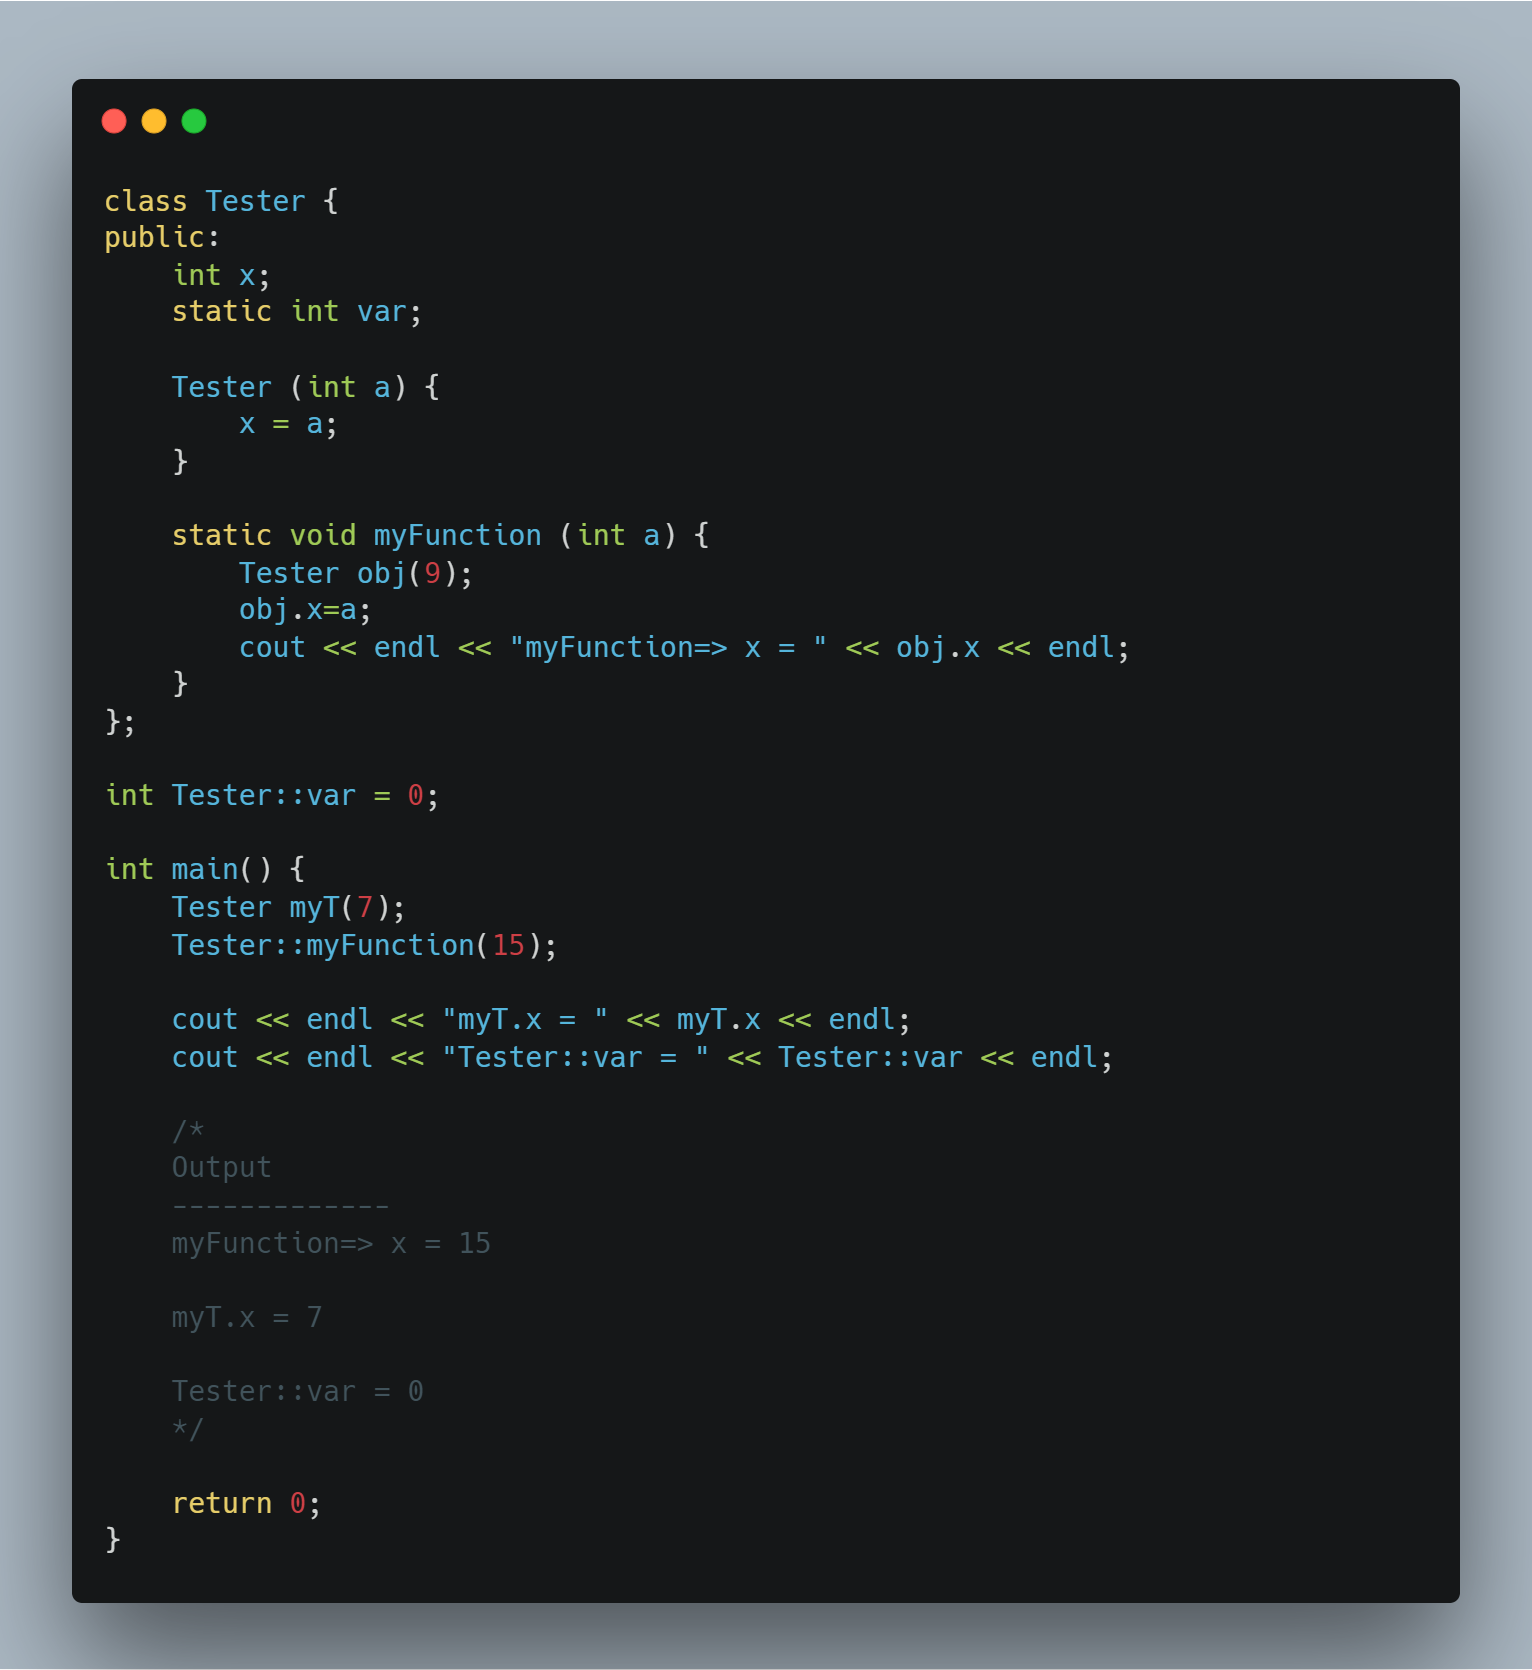 class Tester {
public:
    int x;
    static int var;

    Tester (int a) {
        x = a;
    }

    static void myFunction (int a) {
        Tester obj(9);
        obj.x=a;
        cout << endl << "myFunction=> x = " << obj.x << endl;
    }
};

int Tester::var = 0;

int main() {
    Tester myT(7);
    Tester::myFunction(15);

    cout << endl << "myT.x = " << myT.x << endl;
    cout << endl << "Tester::var = " << Tester::var << endl;

    /*
    Output
    -------------
    myFunction=> x = 15

    myT.x = 7

    Tester::var = 0
    */

    return 0;
}